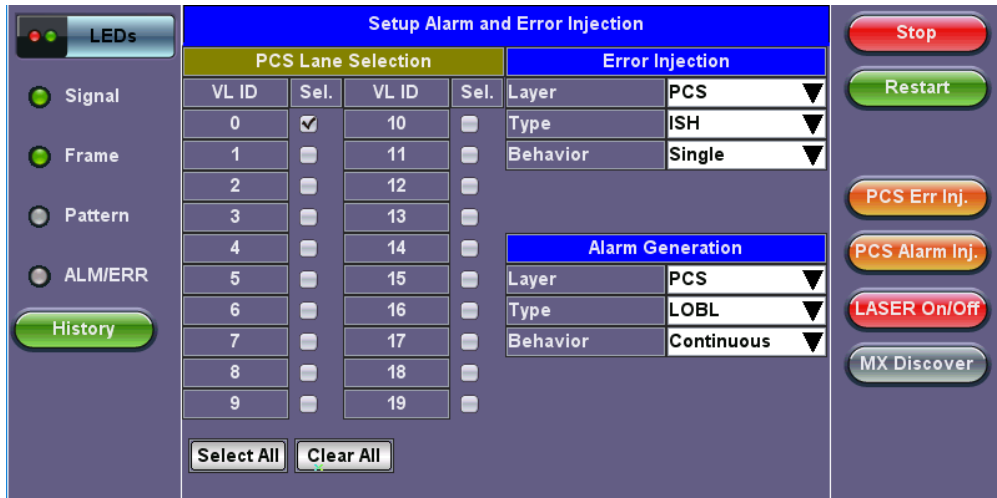 LEDs
Signal
Frame
Pattern
ALM/ERR
History
Setup Alarm and Error Injection
PCS Lane Selection
VL ID Sel. VL ID Sel.
0 10
1 11
2 12
3 13
4 14
5 15
6 16
7 17
8 18
9 19
Select All Clear All
Error Injection
Layer PCS
Type ISH
Behavior Single
Alarm Generation
Layer PCS
Type LOBL
Behavior Continuous
Stop
Restart
PCS Err Inj.
PCS Alarm Inj.
LASER On/Off
MX Discover